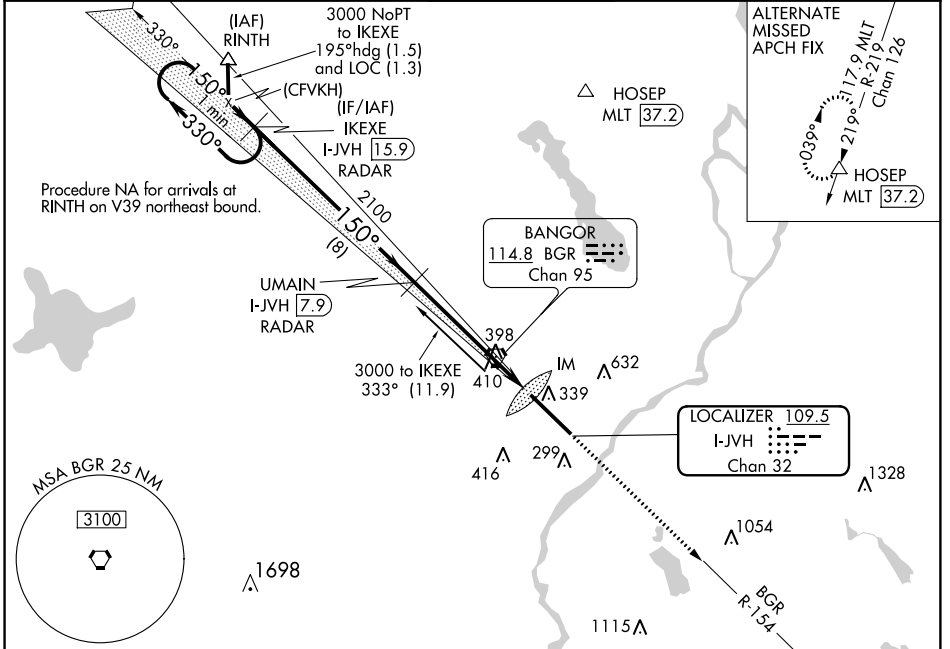 330°
(IAF)
RINTH
3000 NoPT
to IKEXE
195°hdg (1.5)
and LOC (1.3)
(CFVKH)
150°
1 min
330°
(IF/IAF)
IKEXE
I-JVH 15.9
RADAR
HOSEP
MLT 37.2
ALTERNATE
MISSED
APCH FIX
117.9 MLT
R-219
Chan 126
039°
219°
HOSEP
MLT 37.2
Procedure NA for arrivals at
RINTH on V39 northeast bound.
2100
150°
(8)
BANGOR
114.8 BGR
Chan 95
UMAIN
I-JVH 7.9
RADAR
3000 to IKEXE
333° (11.9)
398
410
IM
632
339
LOCALIZER 109.5
I-JVH
Chan 32
416
299
1328
1054
MSA BGR 25 NM
3100
1698
BGR
R-154
1115